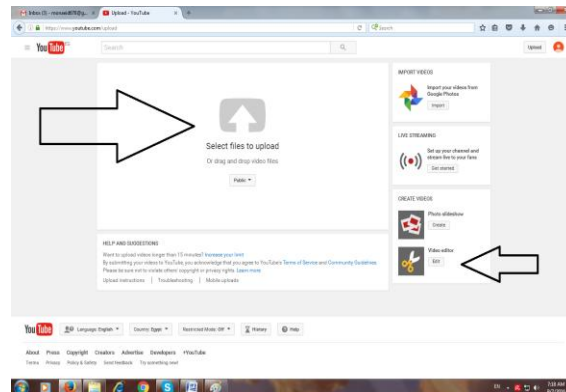 Upload - YouTube
https://www.youtube.com/upload
Search
YouTube
Search
Upload
Select files to upload
Or drag and drop video files
Public
IMPORT VIDEOS
Import your videos from
Google Photos
Import
LIVE STREAMING
Set up your channel and
stream live to your fans
Get started
CREATE VIDEOS
Photo slideshow
Create
Video editor
Edit
HELP AND SUGGESTIONS
Want to upload videos longer than 15 minutes? Increase your limit
By submitting your videos to YouTube, you acknowledge that you agree to YouTube's Terms of Service and Community Guidelines.
Please be sure not to violate others' copyright or privacy rights. Learn more
Upload instructions | Troubleshooting | Mobile uploads
YouTube
Language: English
Country: Egypt
Restricted Mode: Off
History
Help
About Press Copyright Creators Advertise Developers +YouTube
Terms Privacy Policy & Safety Send feedback Try something new!
EN
7:18 AM